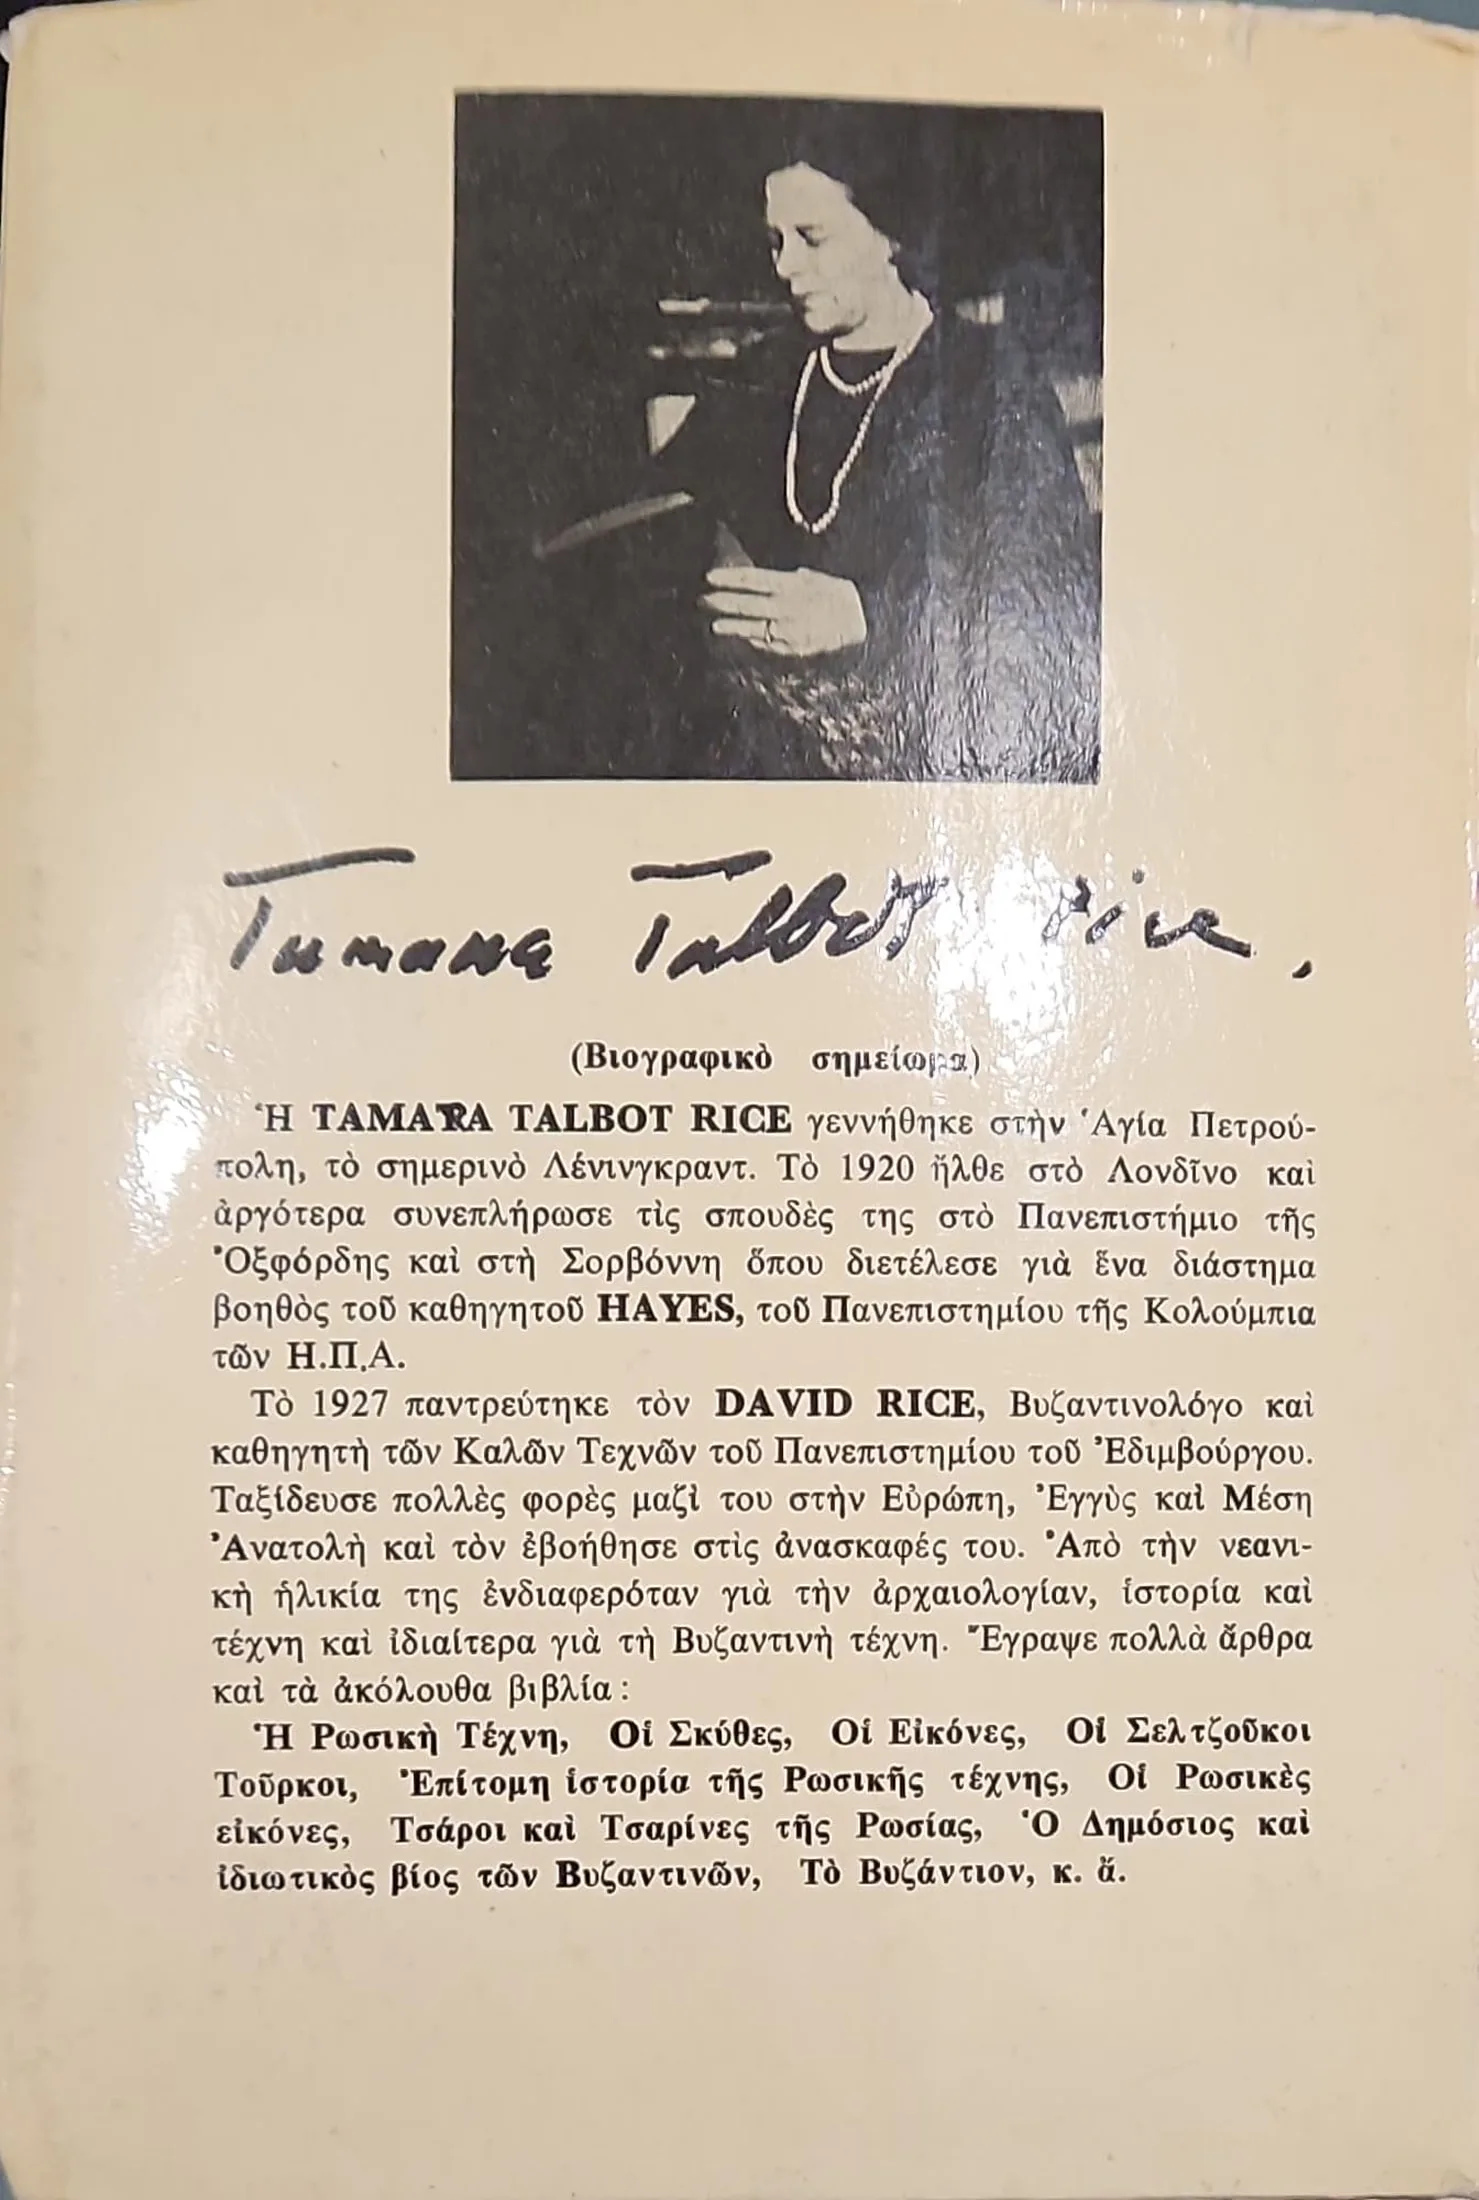 Tamara Talbot Rice.
(Βιογραφικὸ σημείωμα)
Ἡ TAMARA TALBOT RICE γεννήθηκε στὴν Ἁγία Πετρού-
πολη, τὸ σημερινὸ Λένινγκραντ. Τὸ 1920 ἦλθε στὸ Λονδῖνο καὶ
ἀργότερα συνεπλήρωσε τὶς σπουδὲς της στὸ Πανεπιστήμιο τῆς
Ὀξφόρδης καὶ στὴ Σορβόννη ὅπου διετέλεσε γιὰ ἕνα διάστημα
βοηθὸς τοῦ καθηγητοῦ HAYES, τοῦ Πανεπιστημίου τῆς Κολούμπια
τῶν Η.Π.Α.
Τὸ 1927 παντρεύτηκε τὸν DAVID RICE, Βυζαντινολόγο καὶ
καθηγητὴ τῶν Καλῶν Τεχνῶν τοῦ Πανεπιστημίου τοῦ Ἐδιμβούργου.
Ταξίδευσε πολλὲς φορὲς μαζὶ του στὴν Εὐρώπη, Ἐγγὺς καὶ Μέση
Ἀνατολὴ καὶ τὸν ἐβοήθησε στὶς ἀνασκαφές του. Ἀπὸ τὴν νεανι-
κὴ ἡλικία της ἐνδιαφερόταν γιὰ τὴν ἀρχαιολογίαν, ἱστορία καὶ
τέχνη καὶ ἰδιαίτερα γιὰ τὴ Βυζαντινὴ τέχνη. Ἔγραψε πολλὰ ἄρθρα
καὶ τὰ ἀκόλουθα βιβλία:
Ἡ Ρωσικὴ Τέχνη, Οἱ Σκύθες, Οἱ Εἰκόνες, Οἱ Σελτζοῦκοι
Τοῦρκοι, Ἐπίτομη ἱστορία τῆς Ρωσικῆς τέχνης, Οἱ Ρωσικὲς
εἰκόνες, Τσάροι καὶ Τσαρίνες τῆς Ρωσίας, Ὁ Δημόσιος καὶ
ἰδιωτικὸς βίος τῶν Βυζαντινῶν, Τὸ Βυζάντιον, κ. ἄ.